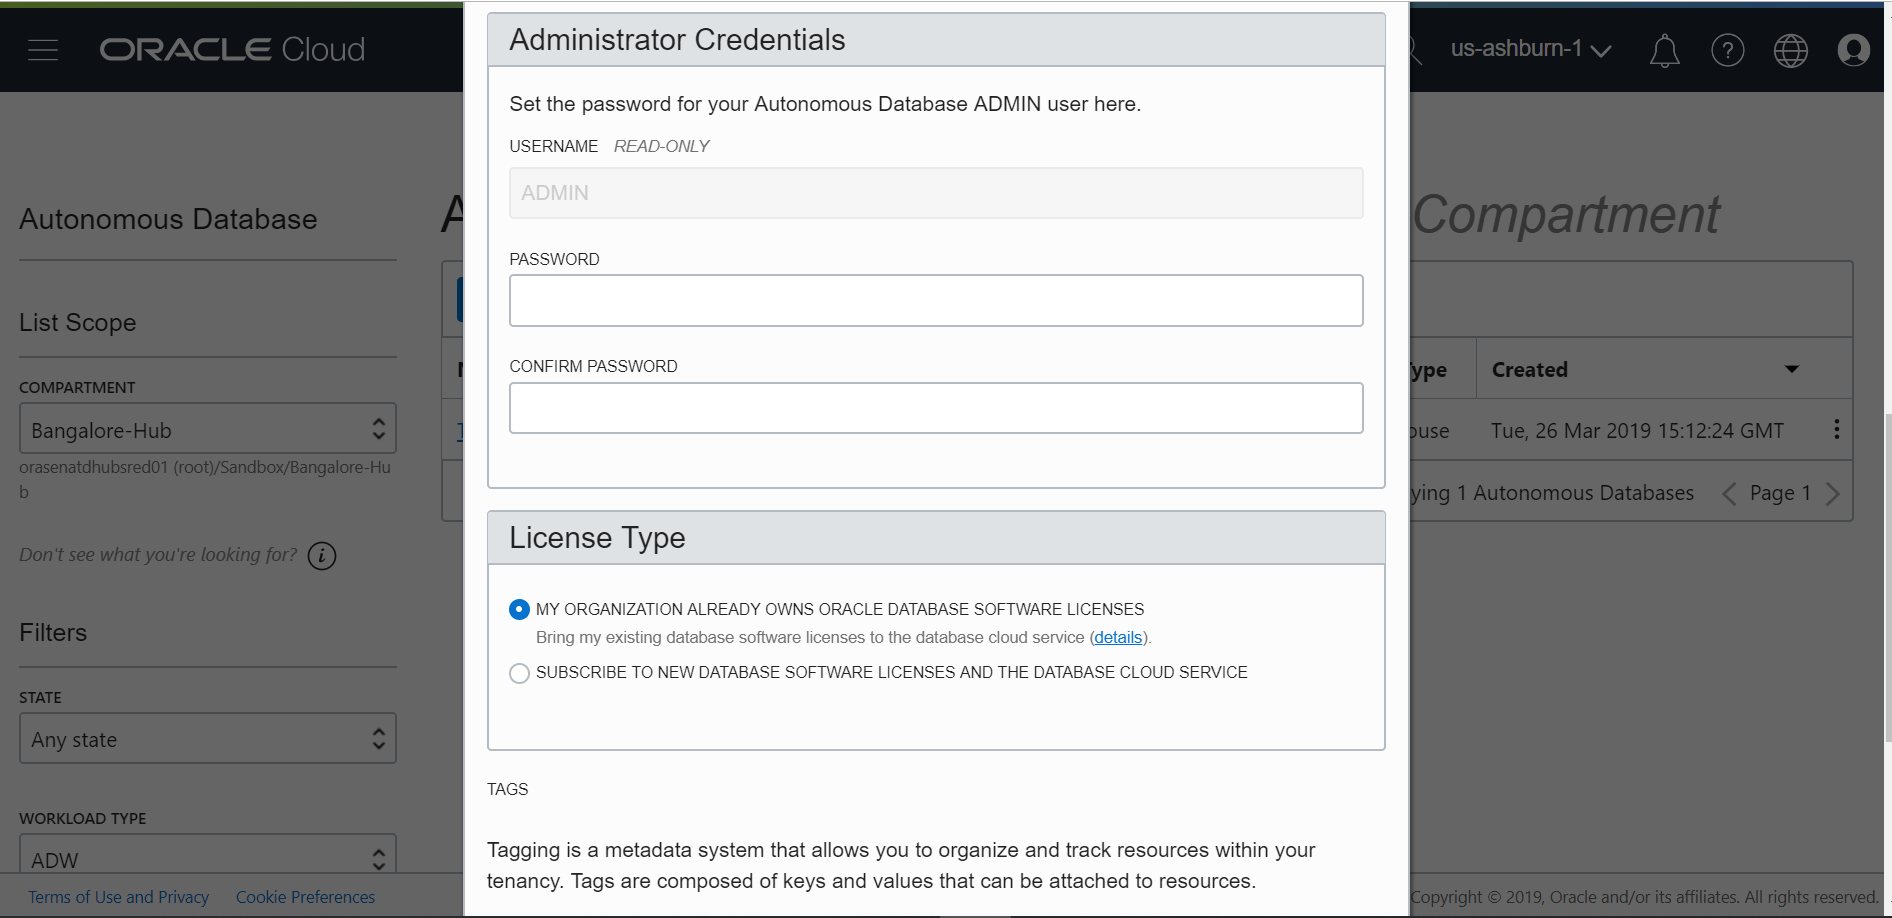 ORACLE Cloud
us-ashburn-1
Autonomous Database
Compartment
List Scope
COMPARTMENT
Bangalore-Hub
orasenatdhubsred01 (root)/Sandbox/Bangalore-Hu
b
Don't see what you're looking for?
Filters
STATE
Any state
WORKLOAD TYPE
ADW
Terms of Use and Privacy Cookie Preferences
Administrator Credentials
Set the password for your Autonomous Database ADMIN user here.
USERNAME READ-ONLY
ADMIN
PASSWORD
CONFIRM PASSWORD
License Type
MY ORGANIZATION ALREADY OWNS ORACLE DATABASE SOFTWARE LICENSES
Bring my existing database software licenses to the database cloud service (details).
SUBSCRIBE TO NEW DATABASE SOFTWARE LICENSES AND THE DATABASE CLOUD SERVICE
TAGS
Tagging is a metadata system that allows you to organize and track resources within your
tenancy. Tags are composed of keys and values that can be attached to resources.
Created
Tue, 26 Mar 2019 15:12:24 GMT
1 Autonomous Databases Page 1
Copyright © 2019, Oracle and/or its affiliates. All rights reserved.